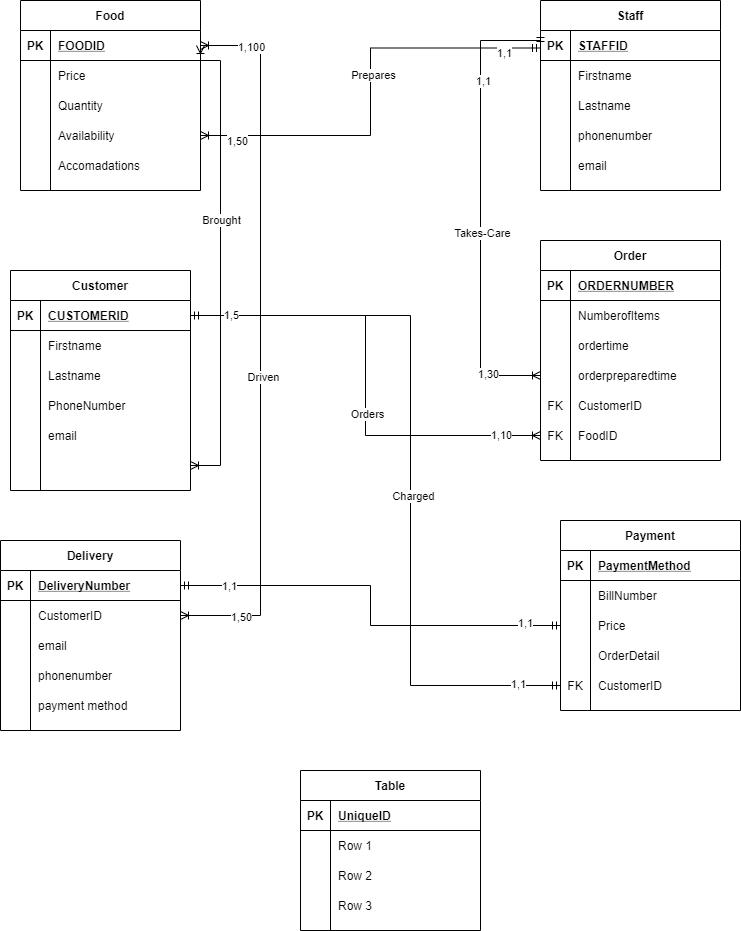 Food
PK FOODID
Price
Quantity
Availability
Accomadations
Staff
PK STAFFID
Firstname
Lastname
phonenumber
email
1,100
1,1
Prepares
1,1
1,50
Brought
Takes-Care
Order
PK ORDERNUMBER
NumberofItems
ordertime
orderpreparedtime
FK CustomerID
FK FoodID
Customer
PK CUSTOMERID
Firstname
Lastname
PhoneNumber
email
1,5
1,30
Driven
Orders
1,10
Charged
Delivery
PK DeliveryNumber
CustomerID
email
phonenumber
payment method
1,1
1,50
1,1
1,1
Payment
PK PaymentMethod
BillNumber
Price
OrderDetail
FK CustomerID
Table
PK UniqueID
Row 1
Row 2
Row 3